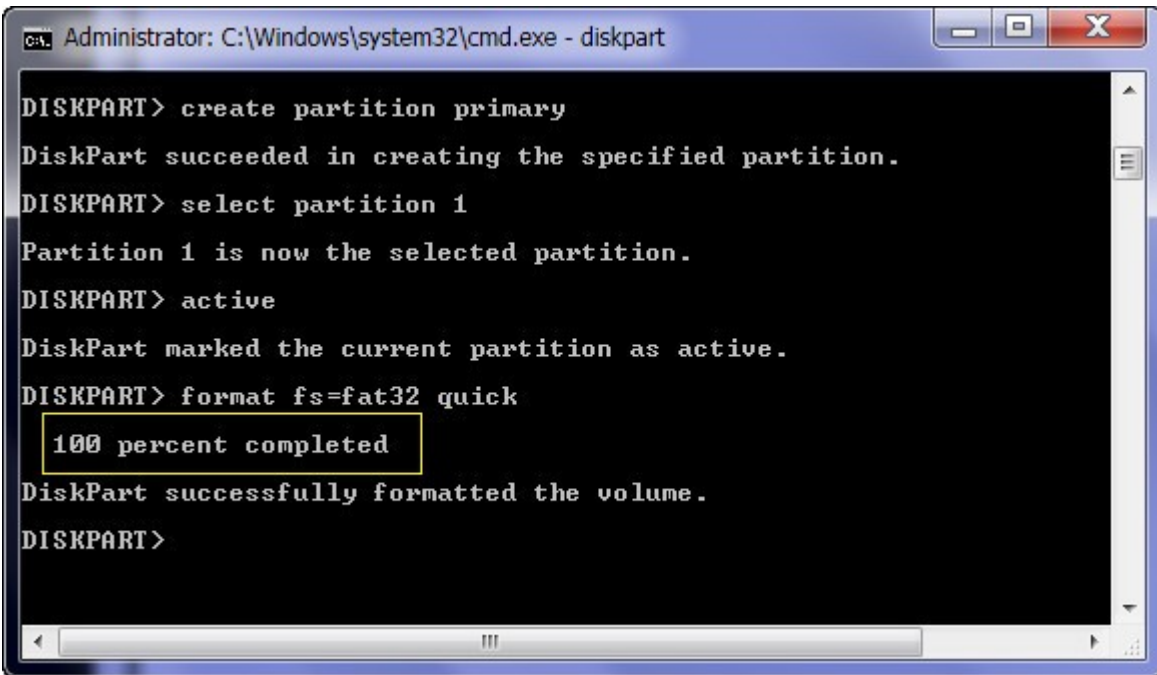 Administrator: C:\Windows\system32\cmd.exe - diskpart
DISKPART> create partition primary
DiskPart succeeded in creating the specified partition.
DISKPART> select partition 1
Partition 1 is now the selected partition.
DISKPART> active
DiskPart marked the current partition as active.
DISKPART> format fs=fat32 quick
100 percent completed
DiskPart successfully formatted the volume.
DISKPART>